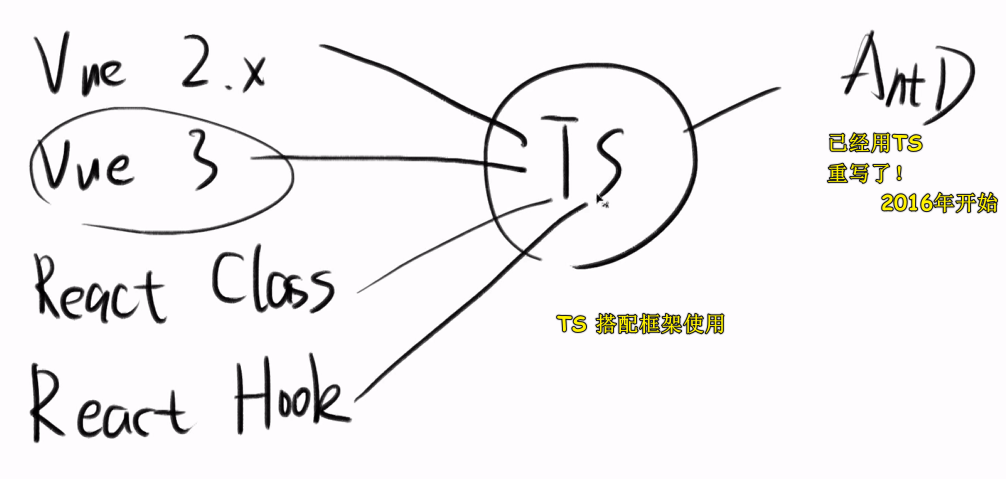 Vue 2.x
Vue 3
React Class
React Hook
TS
TS 搭配框架使用
AntD
已经用TS
重写了!
2016年开始